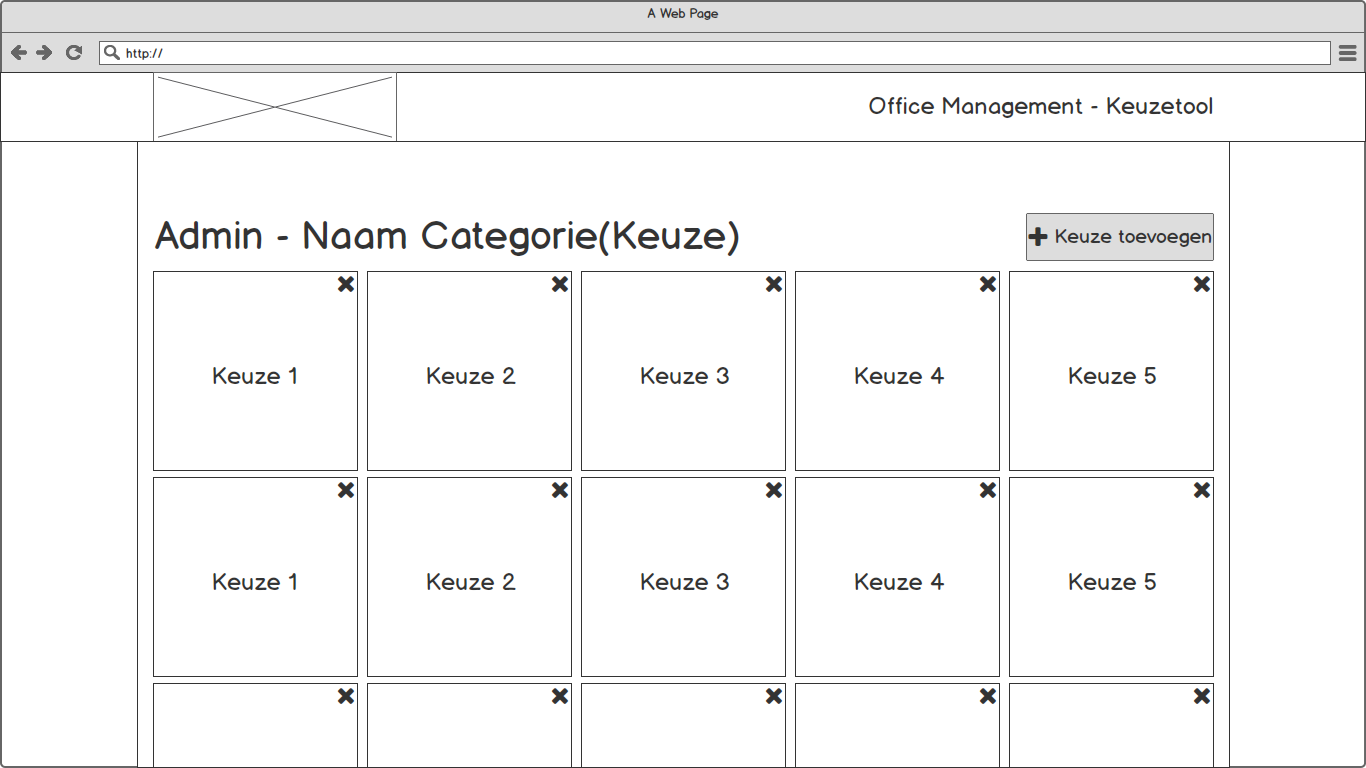 A Web Page
http://
Office Management - Keuzetool
Admin - Naam Categorie(Keuze)
Keuze toevoegen
Keuze 1
Keuze 2
Keuze 3
Keuze 4
Keuze 5
Keuze 1
Keuze 2
Keuze 3
Keuze 4
Keuze 5